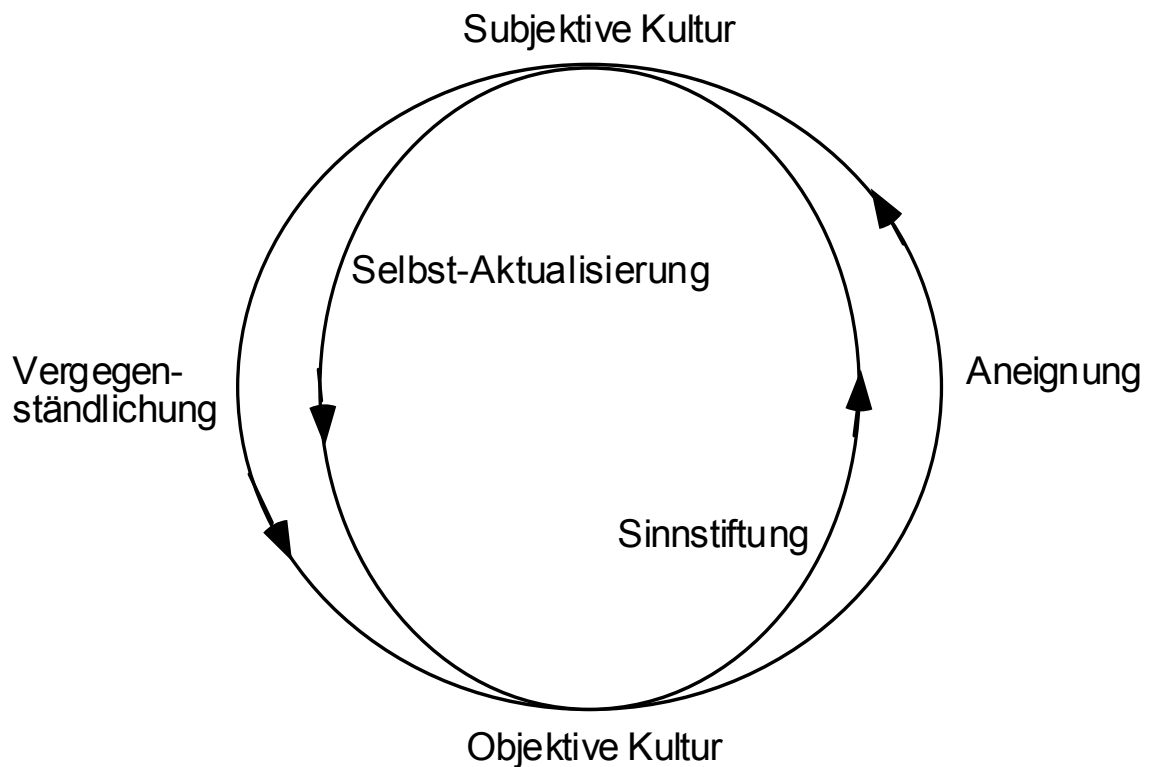 Subjektive Kultur
Selbst-Aktualisierung
Vergegen-
ständlichung
Aneignung
Sinnstiftung
Objektive Kultur